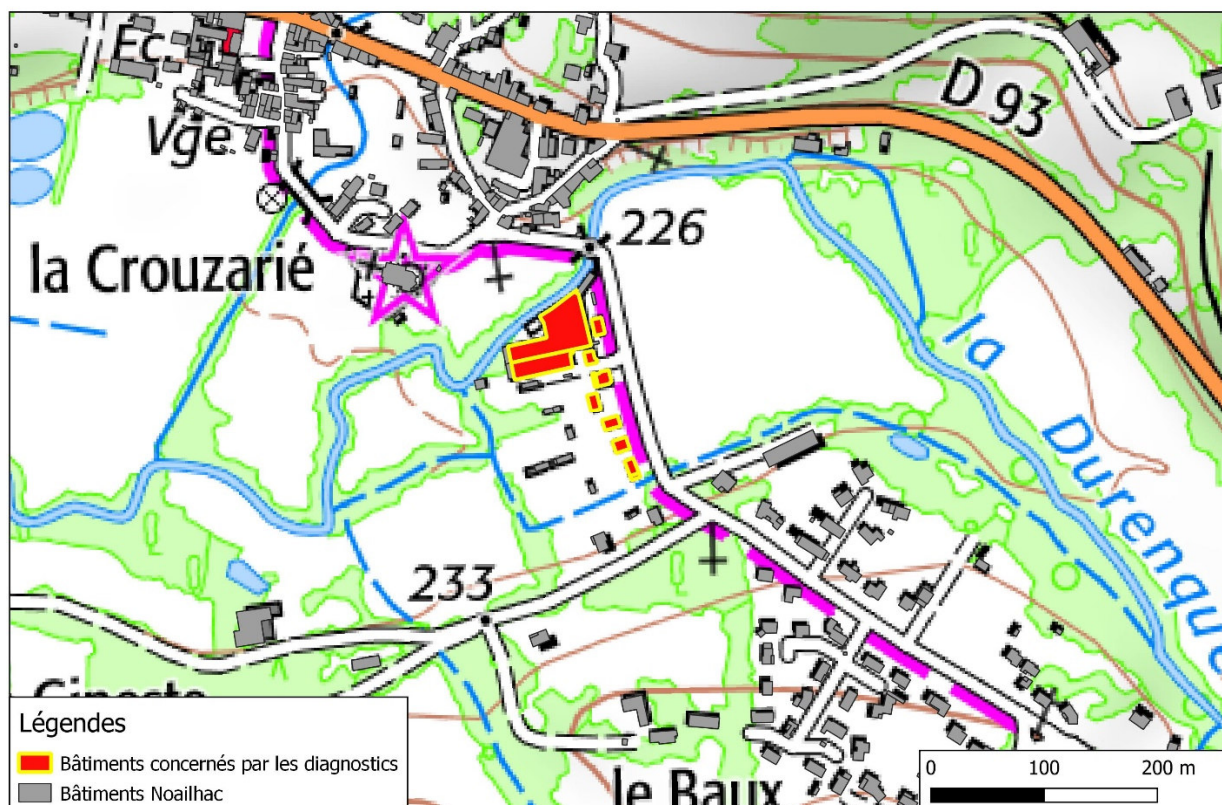 Ec.
Vge
D 93
la Crouzarié
226
la Durenque
233
le Baux
Légendes
Bâtiments concernés par les diagnostics
Bâtiments Noailhac
0 100 200 m